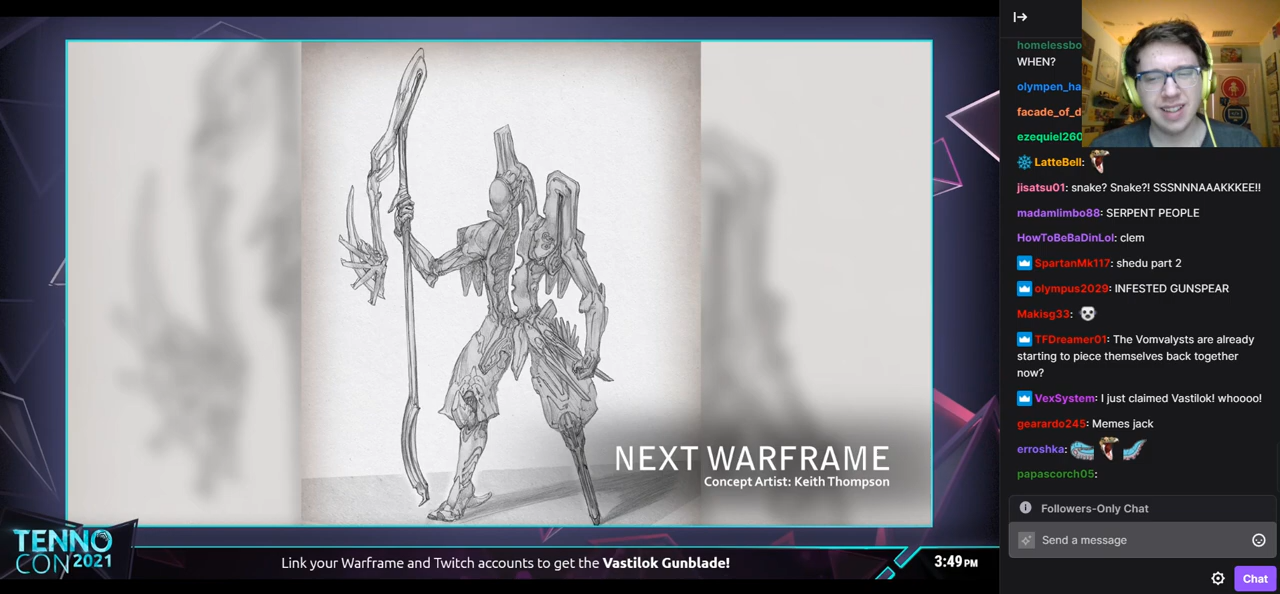 NEXT WARFRAME
Concept Artist: Keith Thompson
TENNO
CON 2021
Link your Warframe and Twitch accounts to get the Vastilok Gunblade!
3:49 PM
homelessbo
WHEN?
olympen_ha
facade_of_d
ezequiel260
LatteBell:
jisatsu01: snake? Snake?! SSSNNNAAAKKKEE!!
madamlimbo88: SERPENT PEOPLE
HowToBeBaDinLol: clem
SpartanMk117: shedu part 2
olympus2029: INFESTED GUNSPEAR
Makisg33:
TFDreamer01: The Vomvalysts are already
starting to piece themselves back together
now?
VexSystem: I just claimed Vastilok! whoooo!
gearardo245: Memes jack
erroshka:
papascorch05:
Followers-Only Chat
Send a message
Chat